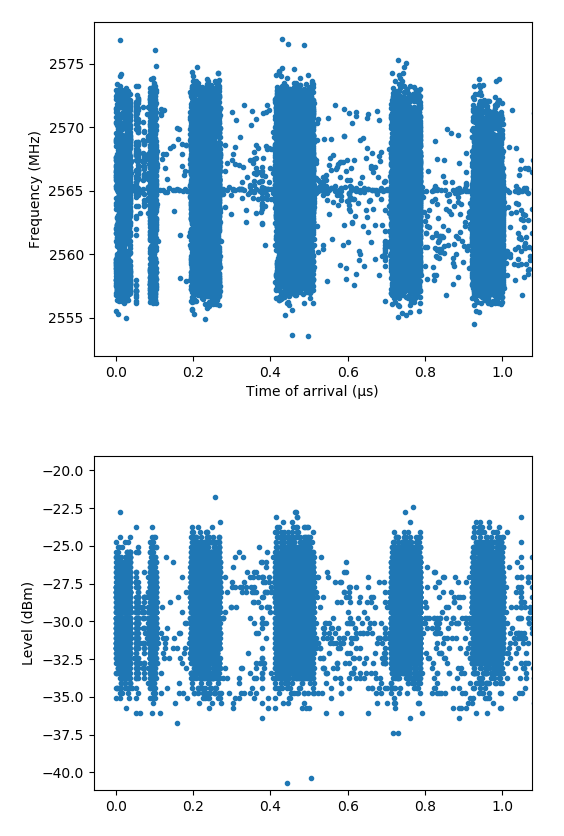 2575
2570
2565
2560
2555
Frequency (MHz)
0.0 0.2 0.4 0.6 0.8 1.0
Time of arrival (µs)
−20.0
−22.5
−25.0
−27.5
−30.0
−32.5
−35.0
−37.5
−40.0
Level (dBm)
0.0 0.2 0.4 0.6 0.8 1.0